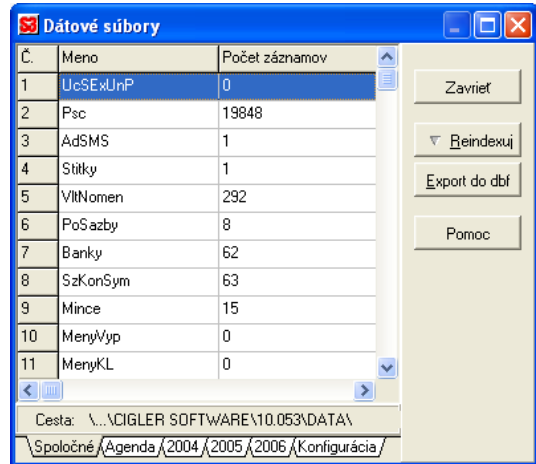 S3 Dátové súbory
Č. Meno Počet záznamov
1 UcSExUnP 0
2 Psc 19848
3 AdSMS 1
4 Stitky 1
5 VltNomen 292
6 PoSazby 8
7 Banky 62
8 SzKonSym 63
9 Mince 15
10 MenyVyp 0
11 MenyKL 0
Zavrieť
Reindexuj
Export do dbf
Pomoc
Cesta: \...\CIGLER SOFTWARE\10.053\DATA\
Spoločné Agenda 2004 2005 2006 Konfigurácia